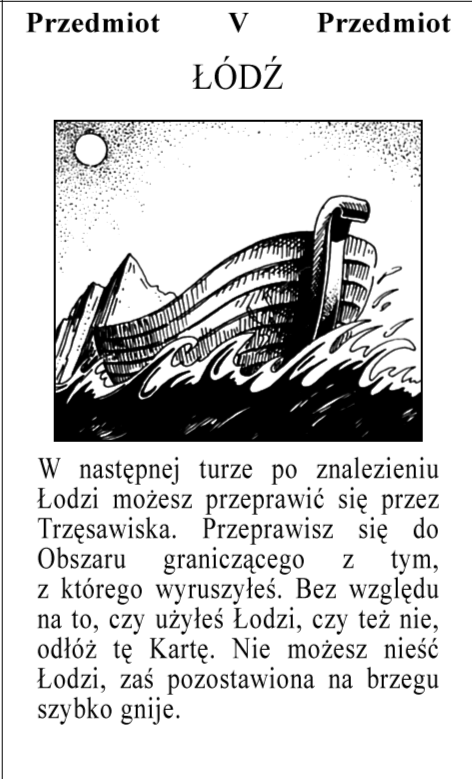 Przedmiot V Przedmiot
ŁÓDŹ
W następnej turze po znalezieniu
Łodzi możesz przeprawić się przez
Trzęsawiska. Przeprawisz się do
Obszaru graniczącego z tym,
z którego wyruszyłeś. Bez względu
na to, czy użyłeś Łodzi, czy też nie,
odłóż tę Kartę. Nie możesz nieść
Łodzi, zaś pozostawiona na brzegu
szybko gnije.